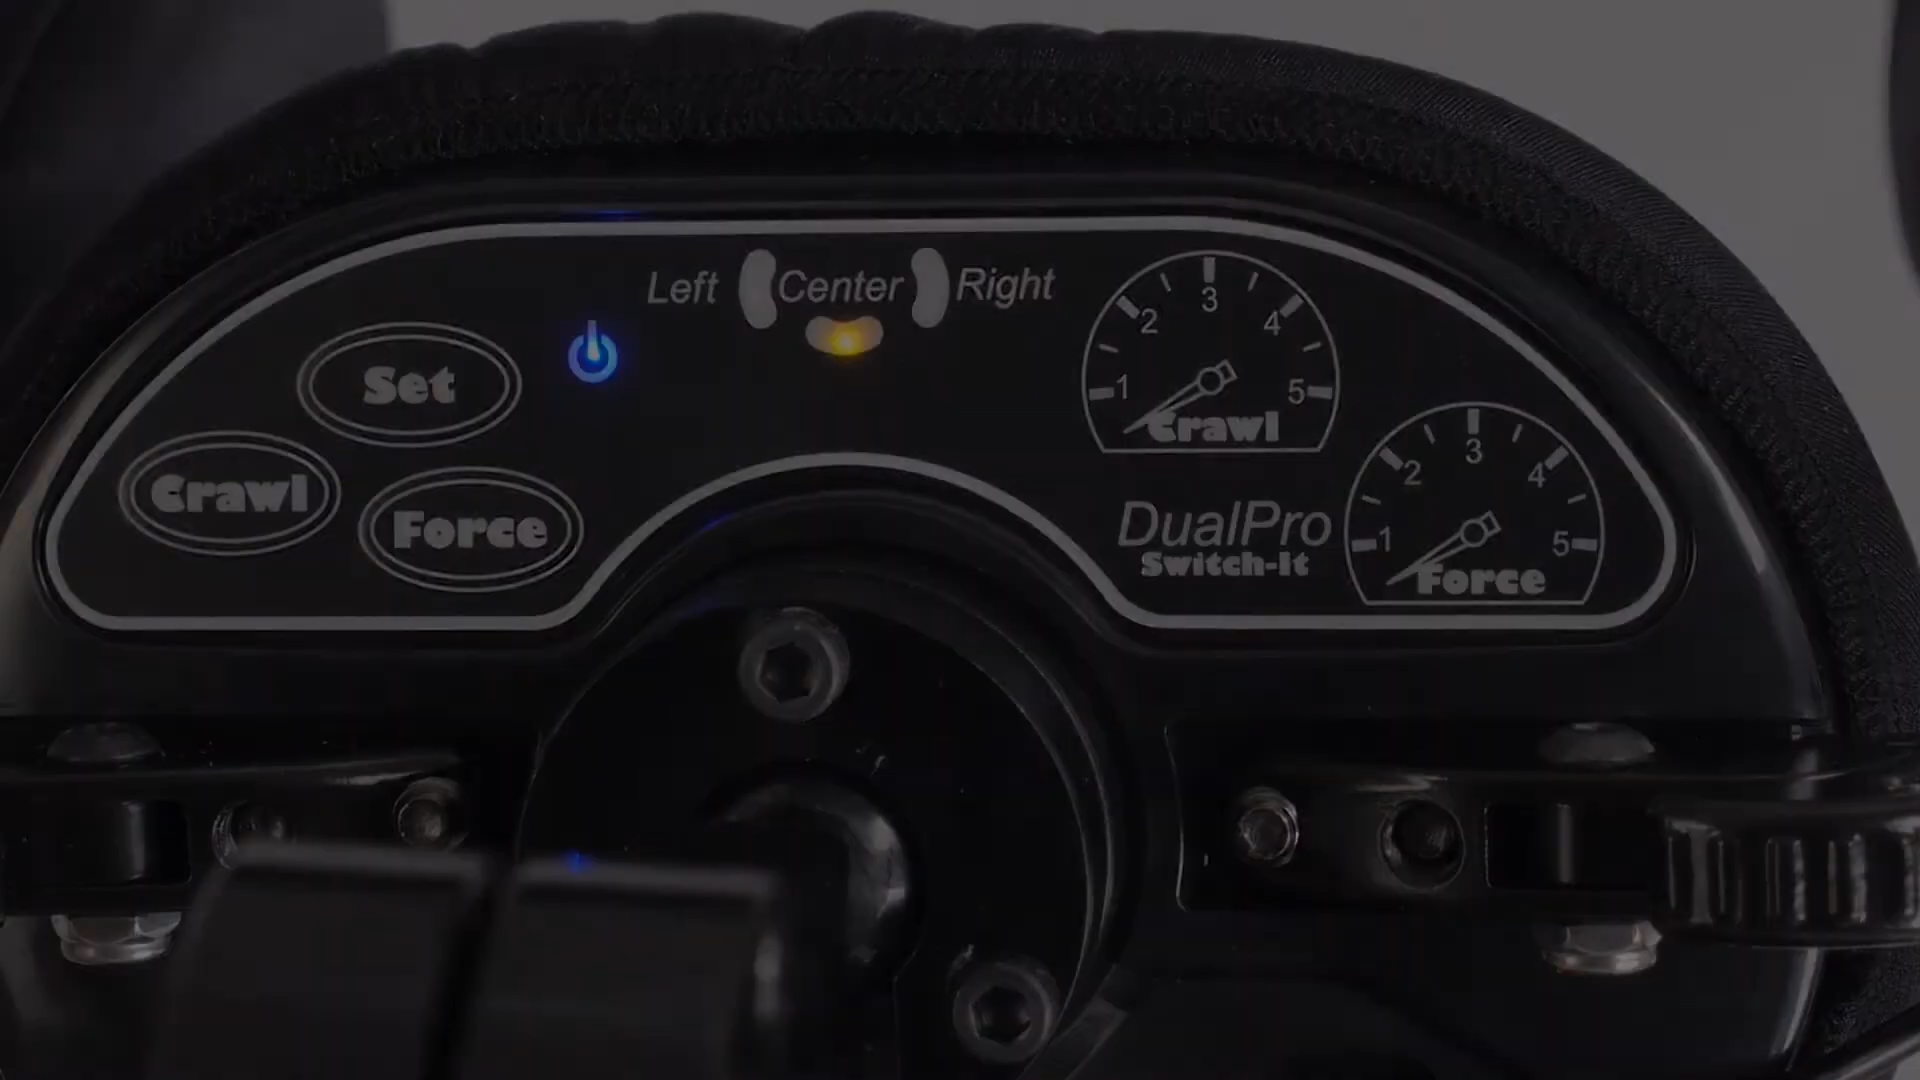 Left Center Right
Set
Crawl
Force
1 2 3 4 5
Crawl
DualPro
Switch-It
1 2 3 4 5
Force